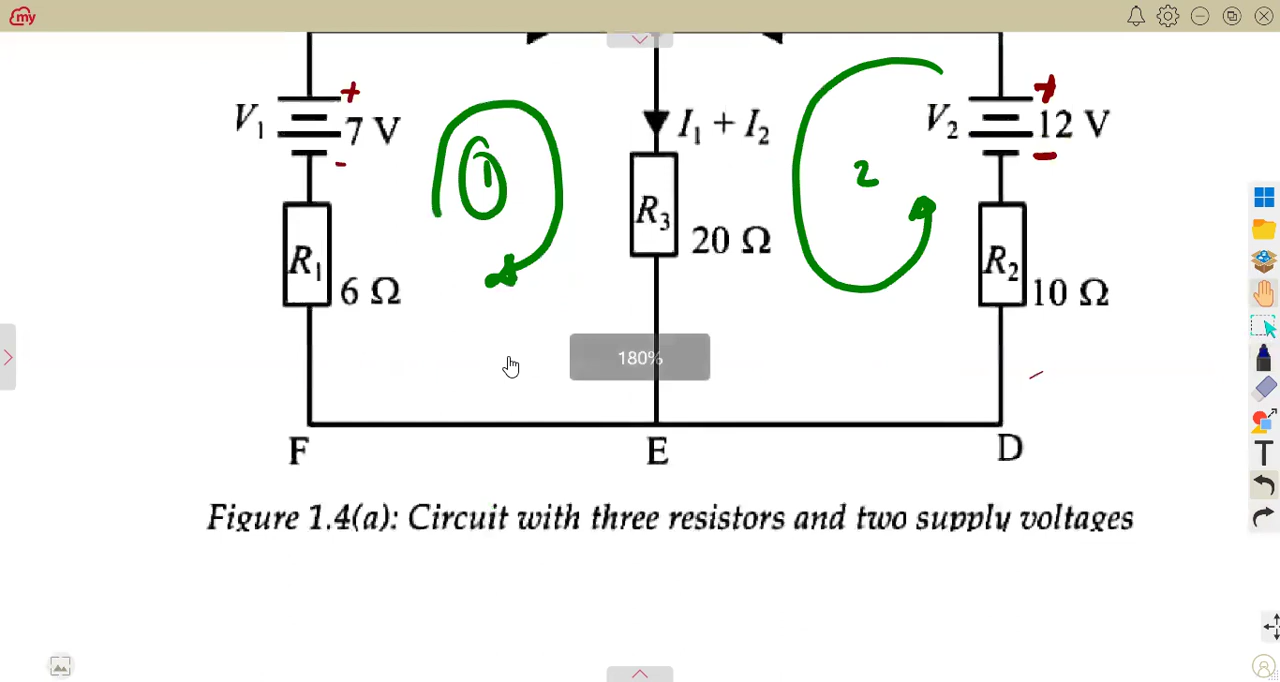 my
+
+
V1
7 V
-
1
I1 + I2
V2
12 V
-
2
R3
20 Ω
R1
6 Ω
R2
10 Ω
180%
F
E
D
T
Figure 1.4(a): Circuit with three resistors and two supply voltages